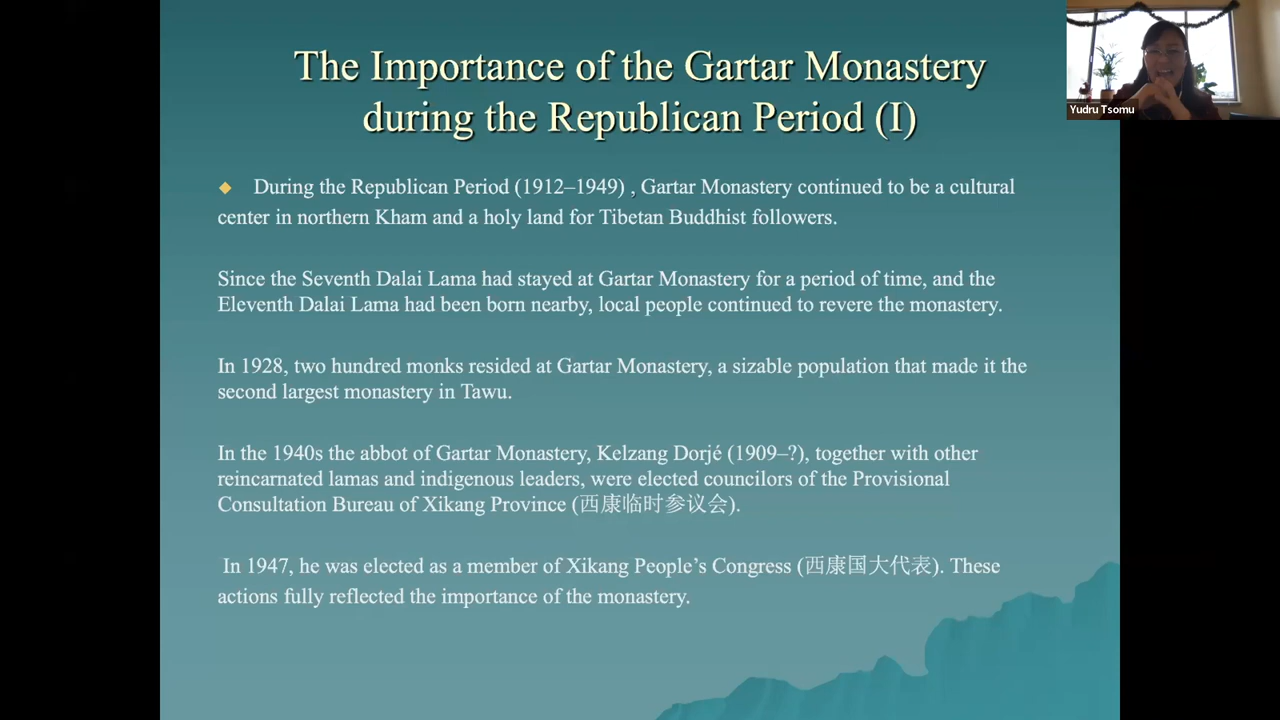 The Importance of the Gartar Monastery
during the Republican Period (I)
Yudru Tsomu
◆ During the Republican Period (1912–1949) , Gartar Monastery continued to be a cultural
center in northern Kham and a holy land for Tibetan Buddhist followers.
Since the Seventh Dalai Lama had stayed at Gartar Monastery for a period of time, and the
Eleventh Dalai Lama had been born nearby, local people continued to revere the monastery.
In 1928, two hundred monks resided at Gartar Monastery, a sizable population that made it the
second largest monastery in Tawu.
In the 1940s the abbot of Gartar Monastery, Kelzang Dorjé (1909–?), together with other
reincarnated lamas and indigenous leaders, were elected councilors of the Provisional
Consultation Bureau of Xikang Province (西康临时参议会).
In 1947, he was elected as a member of Xikang People’s Congress (西康国大代表). These
actions fully reflected the importance of the monastery.